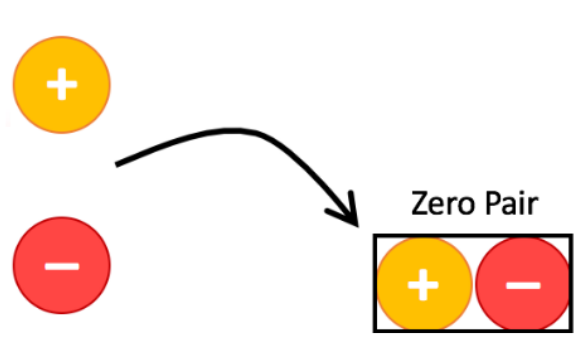 +
−
Zero Pair
+ −